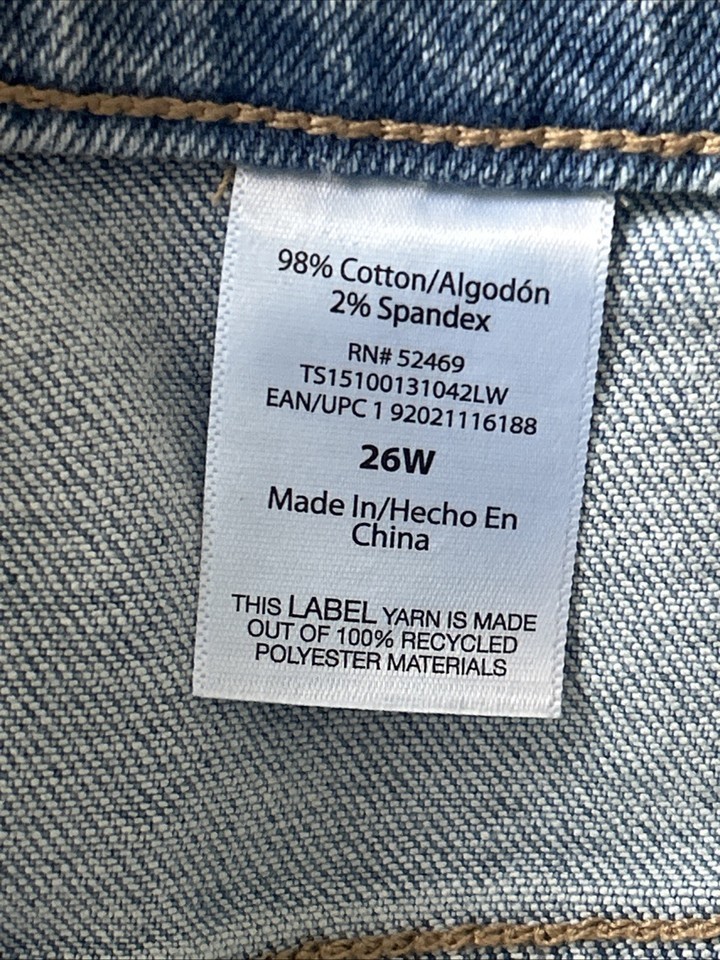 98% Cotton/Algodón
2% Spandex
RN# 52469
TS15100131042LW
EAN/UPC 1 92021116188
26W
Made In/Hecho En
China
THIS LABEL YARN IS MADE
OUT OF 100% RECYCLED
POLYESTER MATERIALS